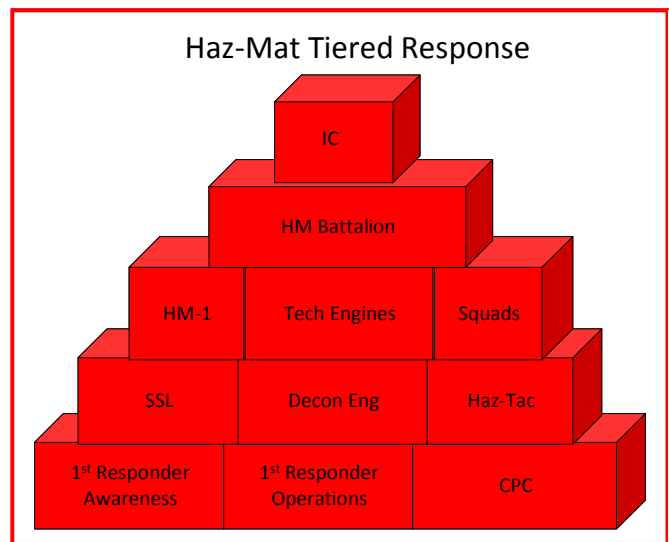 Haz-Mat Tiered Response
IC
HM Battalion
HM-1 Tech Engines Squads
SSL Decon Eng Haz-Tac
1st Responder Awareness
1st Responder Operations
CPC